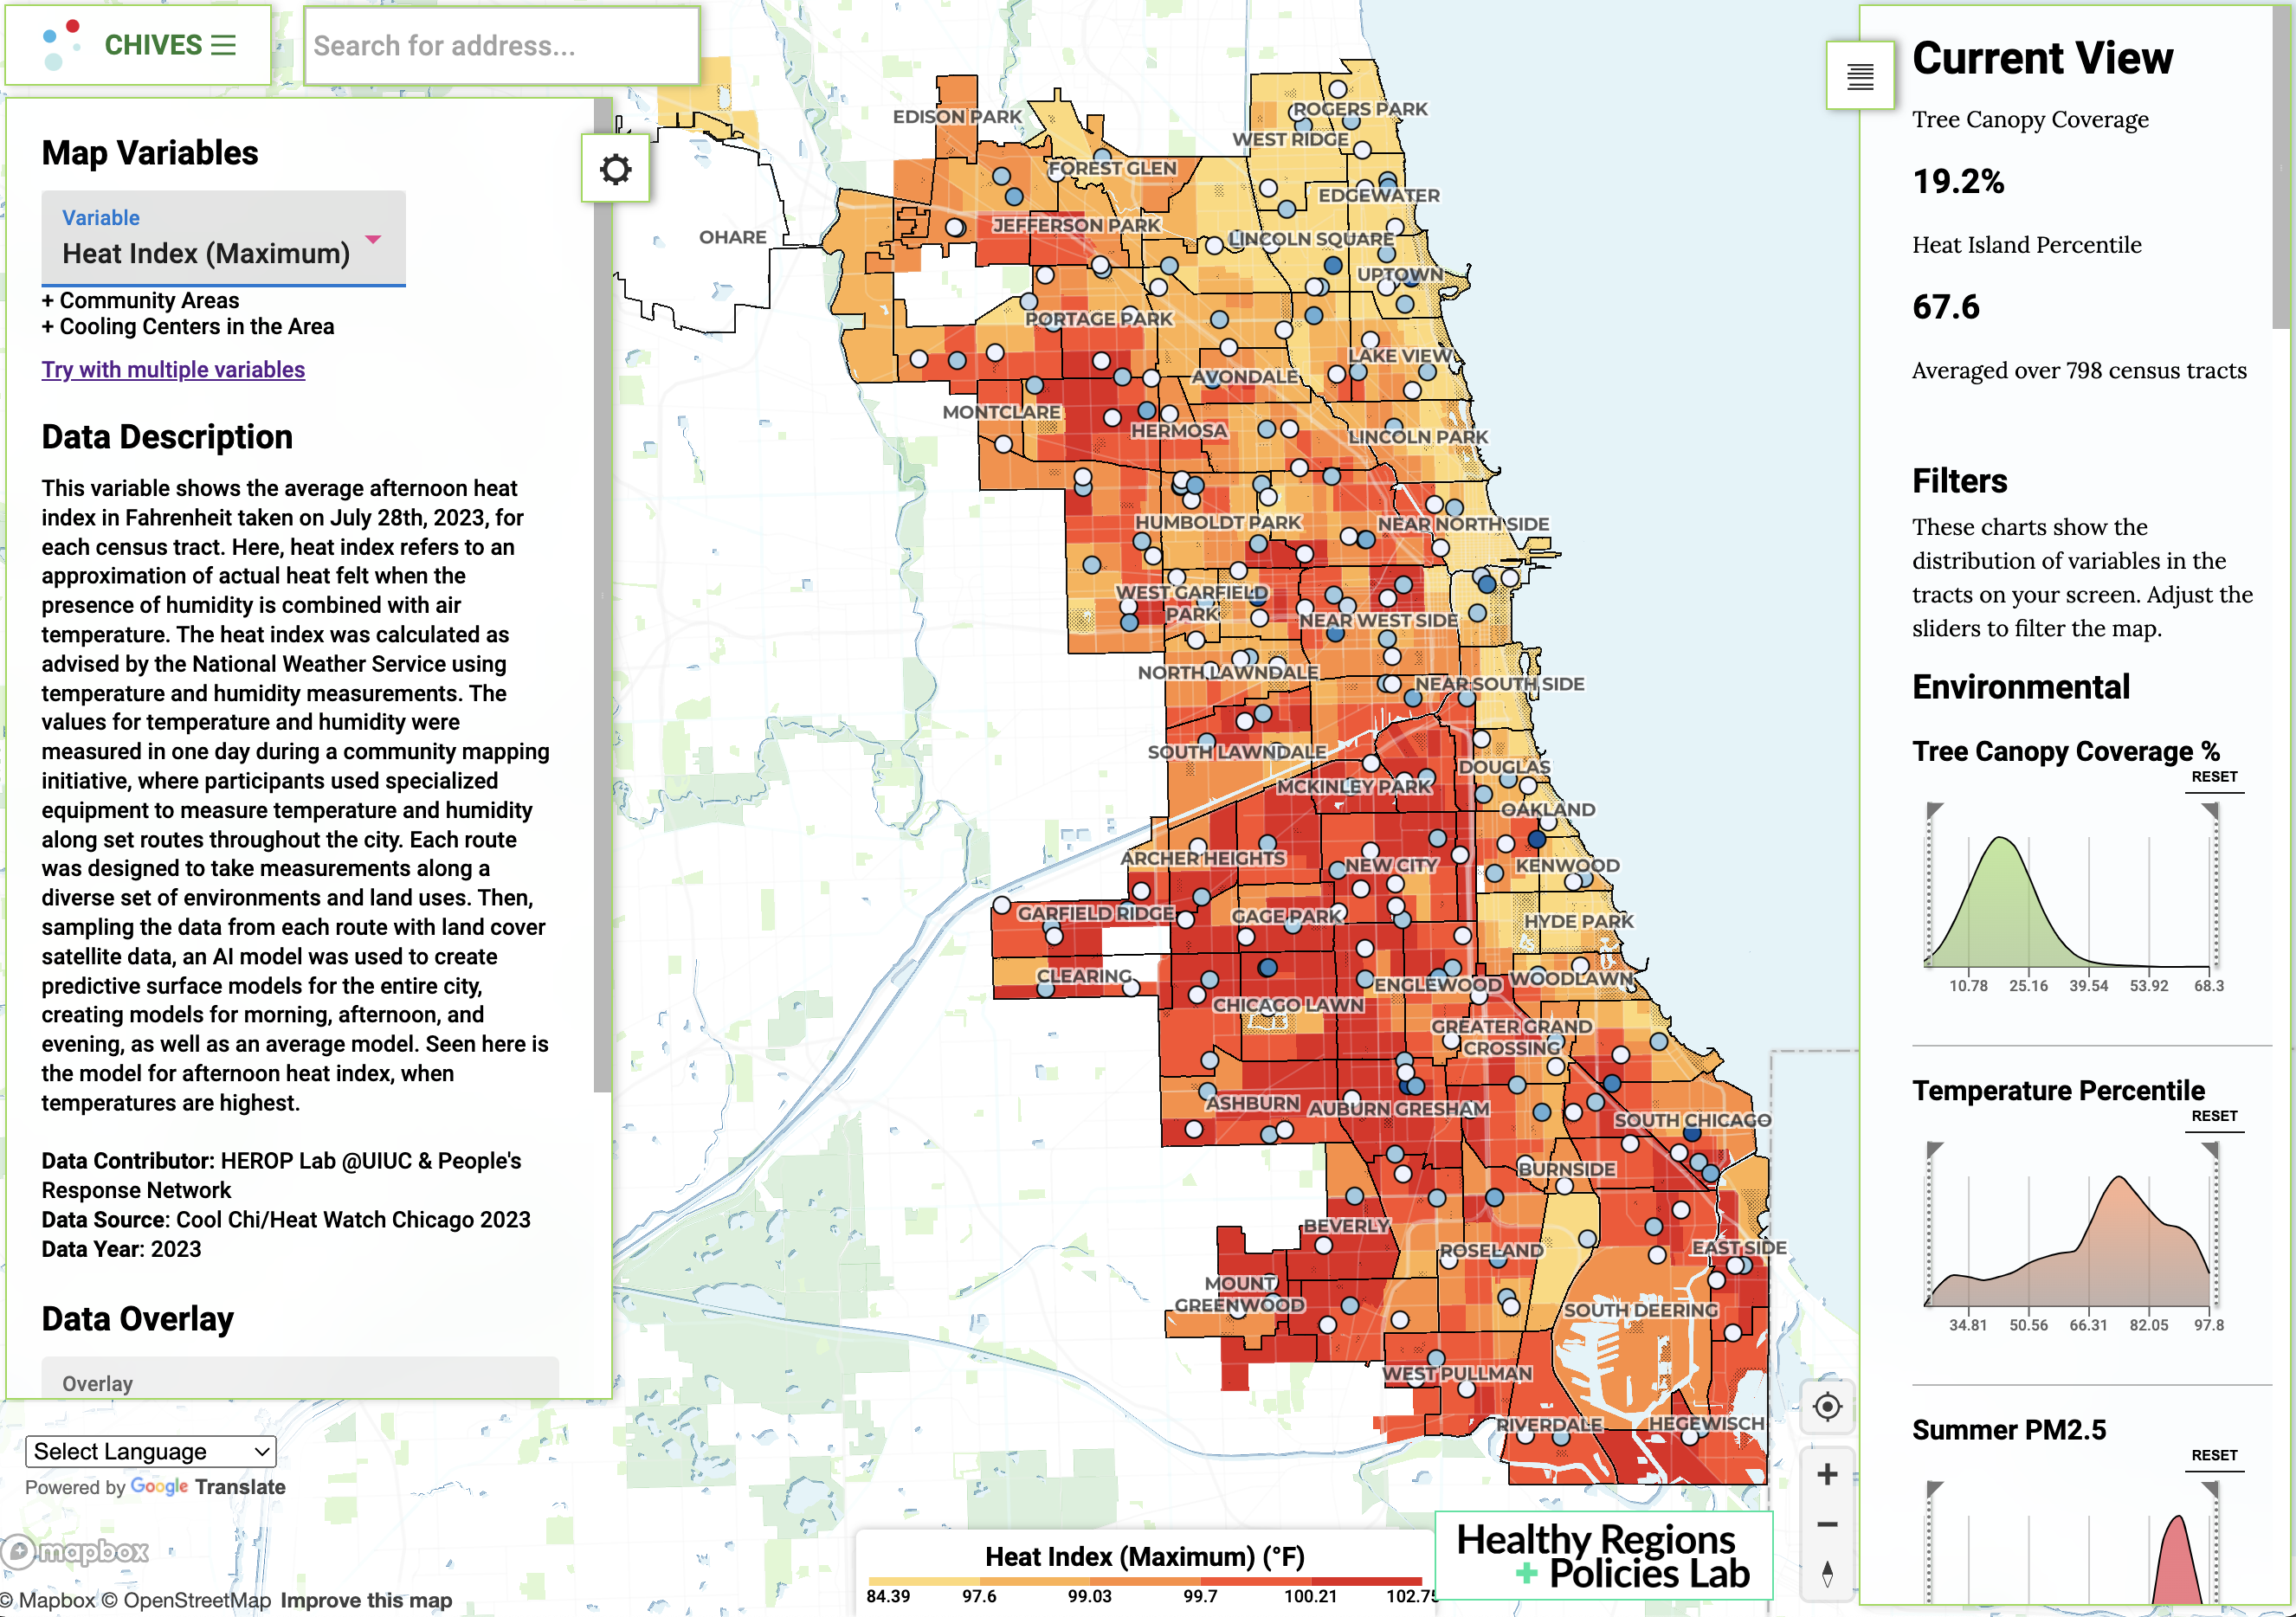 CHIVES
Search for address...
Map Variables
Variable
Heat Index (Maximum)
+ Community Areas
+ Cooling Centers in the Area
Try with multiple variables
Data Description
This variable shows the average afternoon heat
index in Fahrenheit taken on July 28th, 2023, for
each census tract. Here, heat index refers to an
approximation of actual heat felt when the
presence of humidity is combined with air
temperature. The heat index was calculated as
advised by the National Weather Service using
temperature and humidity measurements. The
values for temperature and humidity were
measured in one day during a community mapping
initiative, where participants used specialized
equipment to measure temperature and humidity
along set routes throughout the city. Each route
was designed to take measurements along a
diverse set of environments and land uses. Then,
sampling the data from each route with land cover
satellite data, an AI model was used to create
predictive surface models for the entire city,
creating models for morning, afternoon, and
evening, as well as an average model. Seen here is
the model for afternoon heat index, when
temperatures are highest.
Data Contributor: HEROP Lab @UIUC & People's
Response Network
Data Source: Cool Chi/Heat Watch Chicago 2023
Data Year: 2023
Data Overlay
Overlay
Select Language
Powered by Google Translate
mapbox
© Mapbox © OpenStreetMap Improve this map
ROGERS PARK
EDISON PARK
WEST RIDGE
FOREST GLEN
EDGEWATER
JEFFERSON PARK
OHARE
LINCOLN SQUARE
UPTOWN
PORTAGE PARK
LAKE VIEW
AVONDALE
MONTCLARE
HERMOSA
LINCOLN PARK
HUMBOLDT PARK
NEAR NORTH SIDE
WEST GARFIELD
PARK
NEAR WEST SIDE
NORTH LAWNDALE
NEAR SOUTH SIDE
SOUTH LAWNDALE
DOUGLAS
MCKINLEY PARK
OAKLAND
ARCHER HEIGHTS
NEW CITY
KENWOOD
GARFIELD RIDGE
GAGE PARK
HYDE PARK
CLEARING
ENGLEWOOD
WOODLAWN
CHICAGO LAWN
GREATER GRAND
CROSSING
ASHBURN
AUBURN GRESHAM
SOUTH CHICAGO
BURNSIDE
BEVERLY
ROSELAND
EAST SIDE
MOUNT
GREENWOOD
SOUTH DEERING
WEST PULLMAN
RIVERDALE
HEGEWISCH
Heat Index (Maximum) (°F)
84.39 97.6 99.03 99.7 100.21 102.75
Healthy Regions
+ Policies Lab
Current View
Tree Canopy Coverage
19.2%
Heat Island Percentile
67.6
Averaged over 798 census tracts
Filters
These charts show the
distribution of variables in the
tracts on your screen. Adjust the
sliders to filter the map.
Environmental
Tree Canopy Coverage %
RESET
10.78 25.16 39.54 53.92 68.3
Temperature Percentile
RESET
34.81 50.56 66.31 82.05 97.8
Summer PM2.5
RESET